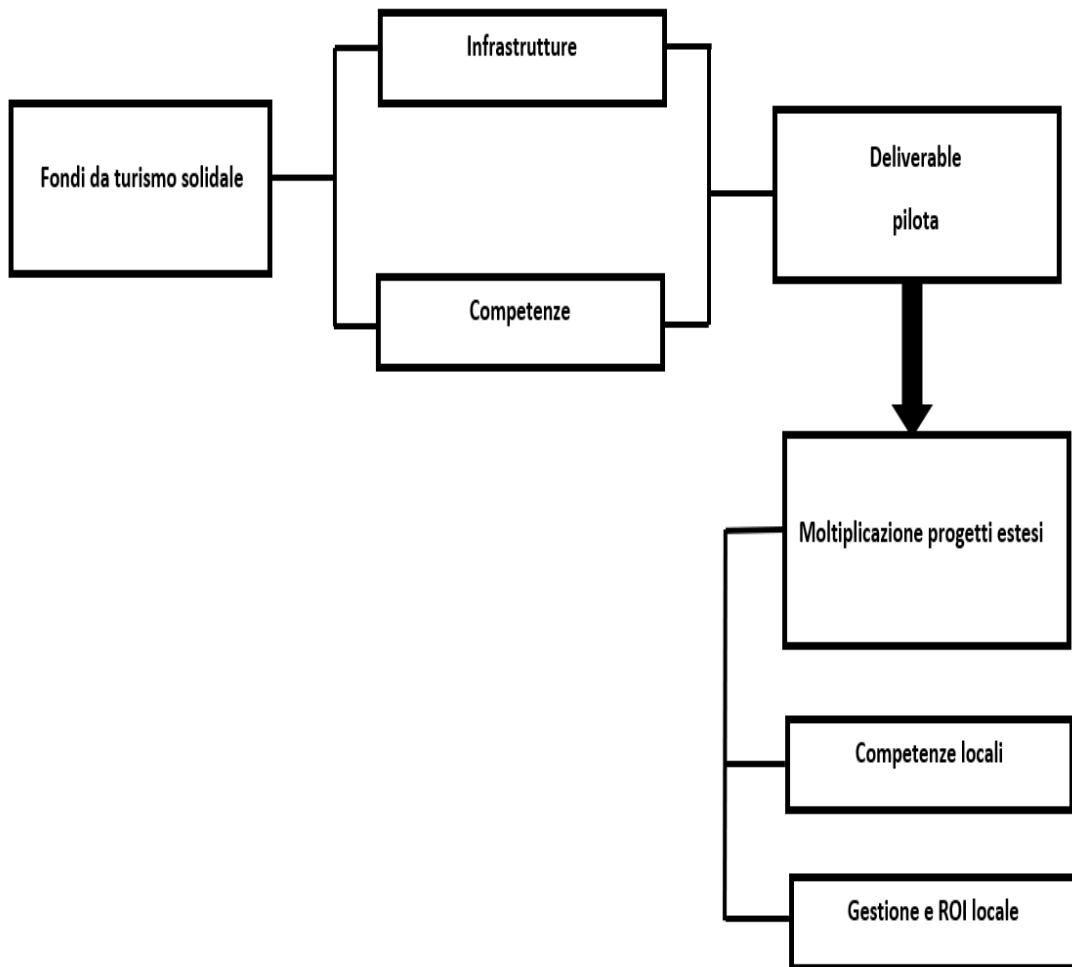 Infrastrutture
Fondi da turismo solidale
Deliverable
pilota
Competenze
Moltiplicazione progetti estesi
Competenze locali
Gestione e ROI locale